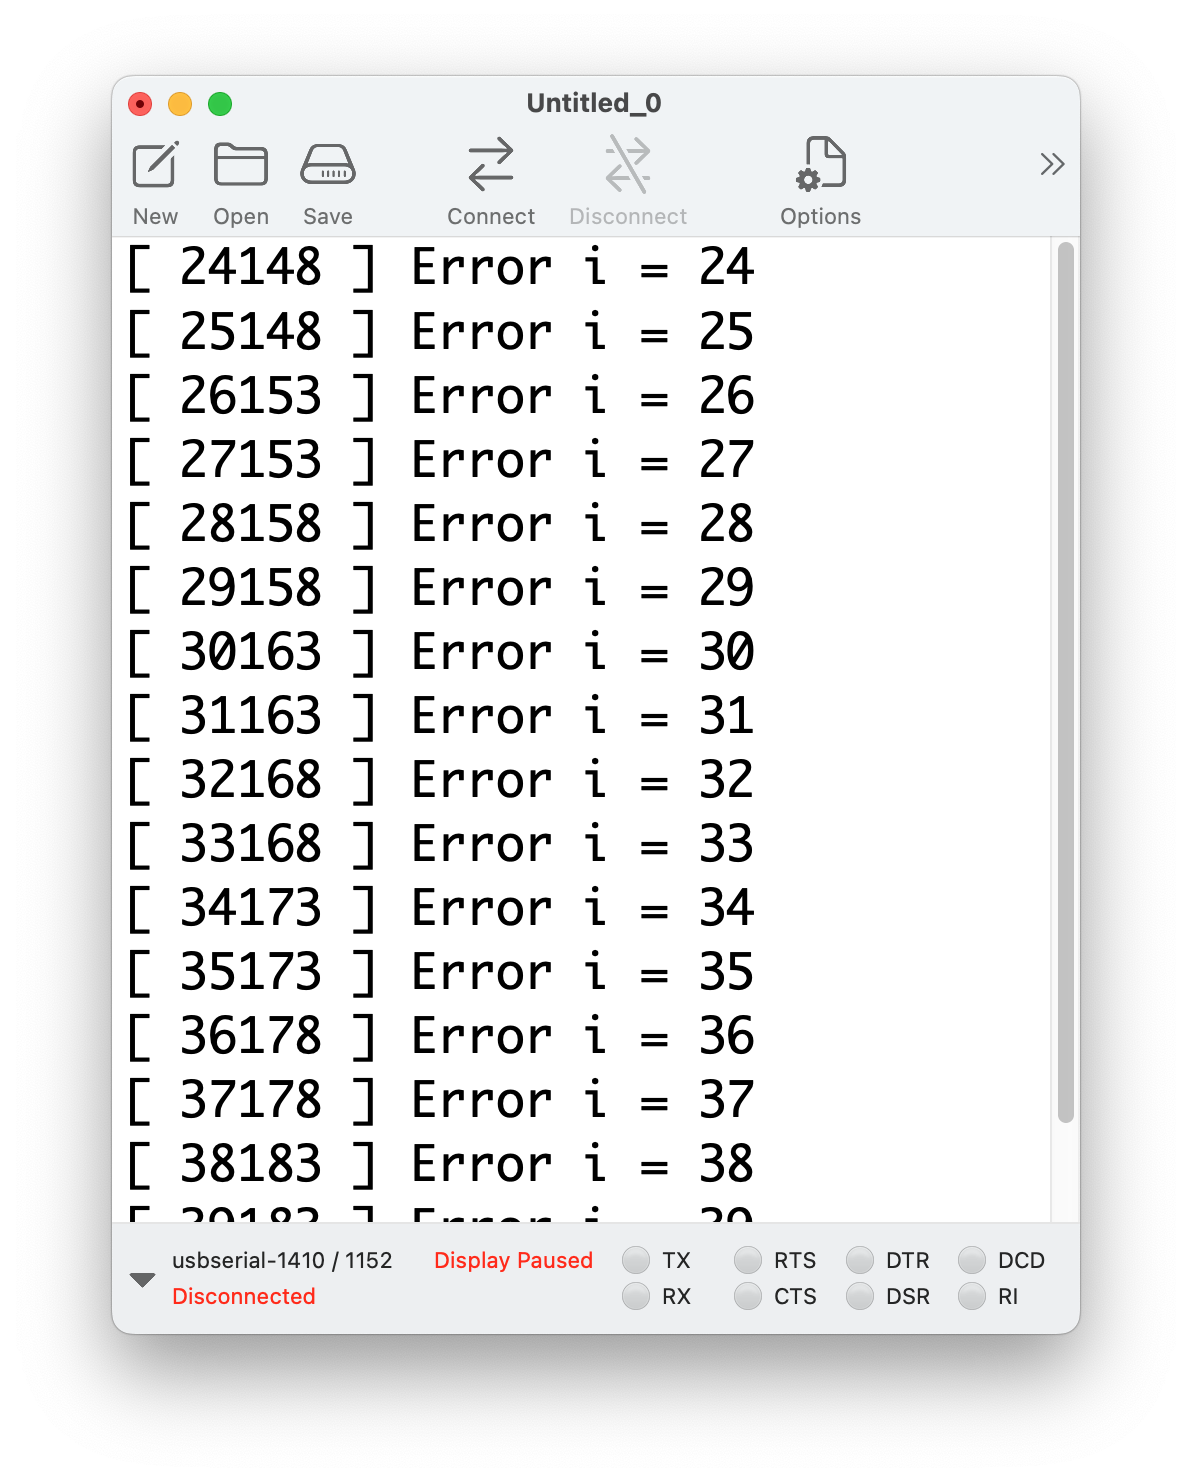 Untitled_0
New Open Save Connect Disconnect Options
[ 24148 ] Error i = 24
[ 25148 ] Error i = 25
[ 26153 ] Error i = 26
[ 27153 ] Error i = 27
[ 28158 ] Error i = 28
[ 29158 ] Error i = 29
[ 30163 ] Error i = 30
[ 31163 ] Error i = 31
[ 32168 ] Error i = 32
[ 33168 ] Error i = 33
[ 34173 ] Error i = 34
[ 35173 ] Error i = 35
[ 36178 ] Error i = 36
[ 37178 ] Error i = 37
[ 38183 ] Error i = 38
[ 39183 ] Error i = 39
usbserial-1410 / 1152 Display Paused TX RTS DTR DCD
Disconnected RX CTS DSR RI